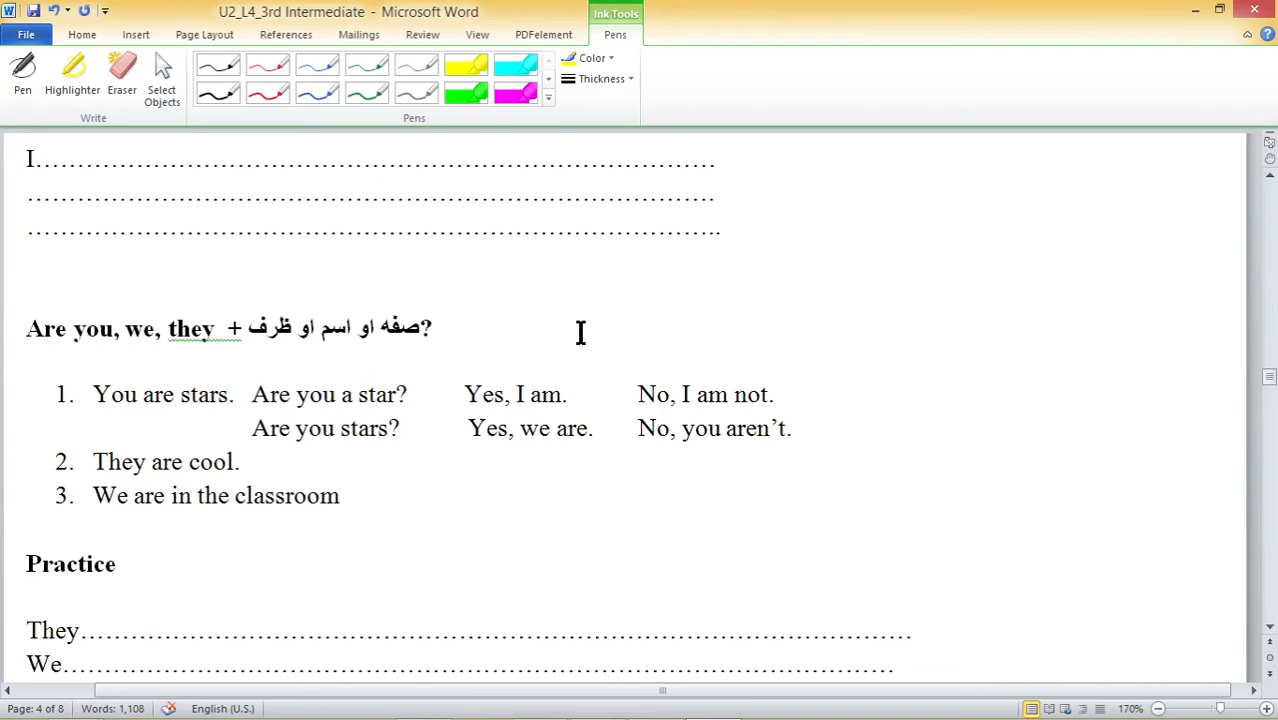 U2_L4_3rd Intermediate - Microsoft Word
Ink Tools
File Home Insert Page Layout References Mailings Review View PDFelement Pens
Pen Highlighter Eraser Select Objects
Color
Thickness
Write Pens
I…………………………………………………………………
………………………………………………………………….
…………………………………………………………………..
Are you, we, they + صفه او اسم او ظرف?
1. You are stars. Are you a star? Yes, I am. No, I am not.
Are you stars? Yes, we are. No, you aren’t.
2. They are cool.
3. We are in the classroom
Practice
They…………………………………………………………………………………
We…………………………………………………………………………………
Page: 4 of 8 Words: 1,108 English (U.S.) 170%